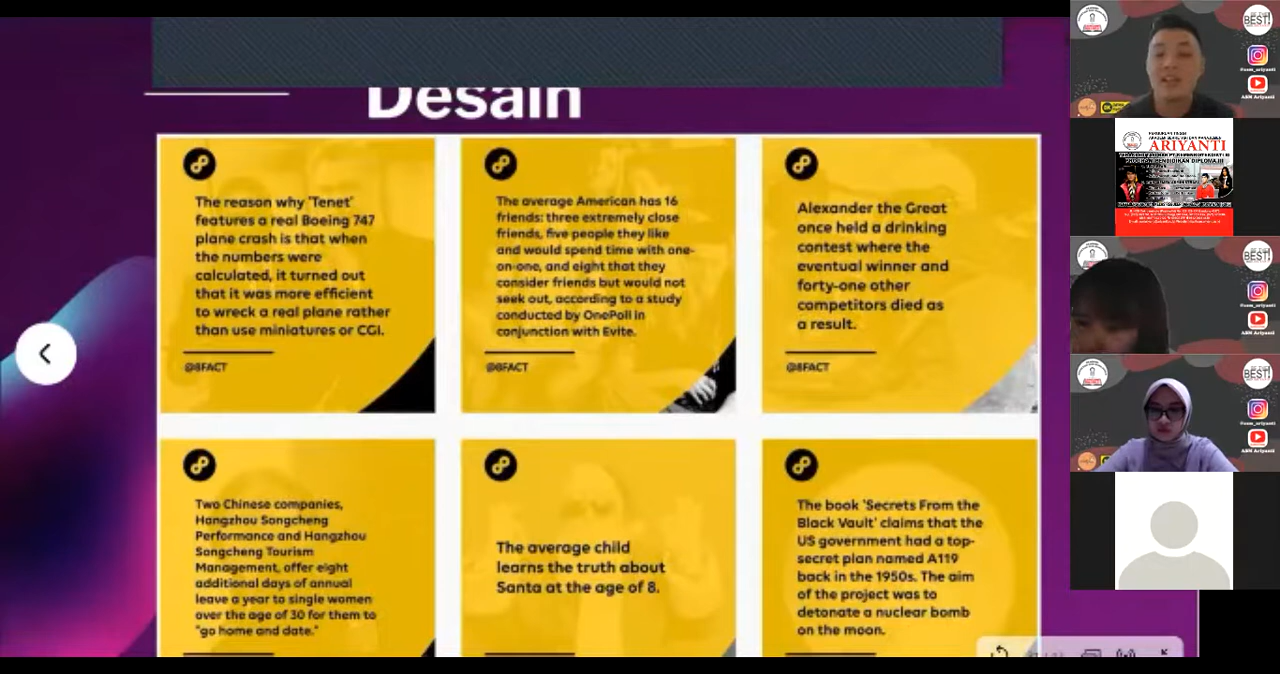 Desain
The reason why 'Tenet'
features a real Boeing 747
plane crash is that when
the numbers were
calculated, it turned out
that it was more efficient
to wreck a real plane rather
than use miniatures or CGI.
@8FACT
The average American has 16
friends: three extremely close
friends, five people they like
and would spend time with one-
on-one, and eight that they
consider friends but would not
seek out, according to a study
conducted by OnePoll in
conjunction with Evite.
@8FACT
Alexander the Great
once held a drinking
contest where the
eventual winner and
forty-one other
competitors died as
a result.
@8FACT
Two Chinese companies,
Hangzhou Songcheng
Performance and Hangzhou
Songcheng Tourism
Management, offer eight
additional days of annual
leave a year to single women
over the age of 30 for them to
"go home and date."
The average child
learns the truth about
Santa at the age of 8.
The book 'Secrets From the
Black Vault' claims that the
US government had a top-
secret plan named A119
back in the 1950s. The aim
of the project was to
detonate a nuclear bomb
on the moon.
BEST!
ASM Ariyanti
ARIYANTI
BEST!
ASM Ariyanti
BEST!
ASM Ariyanti